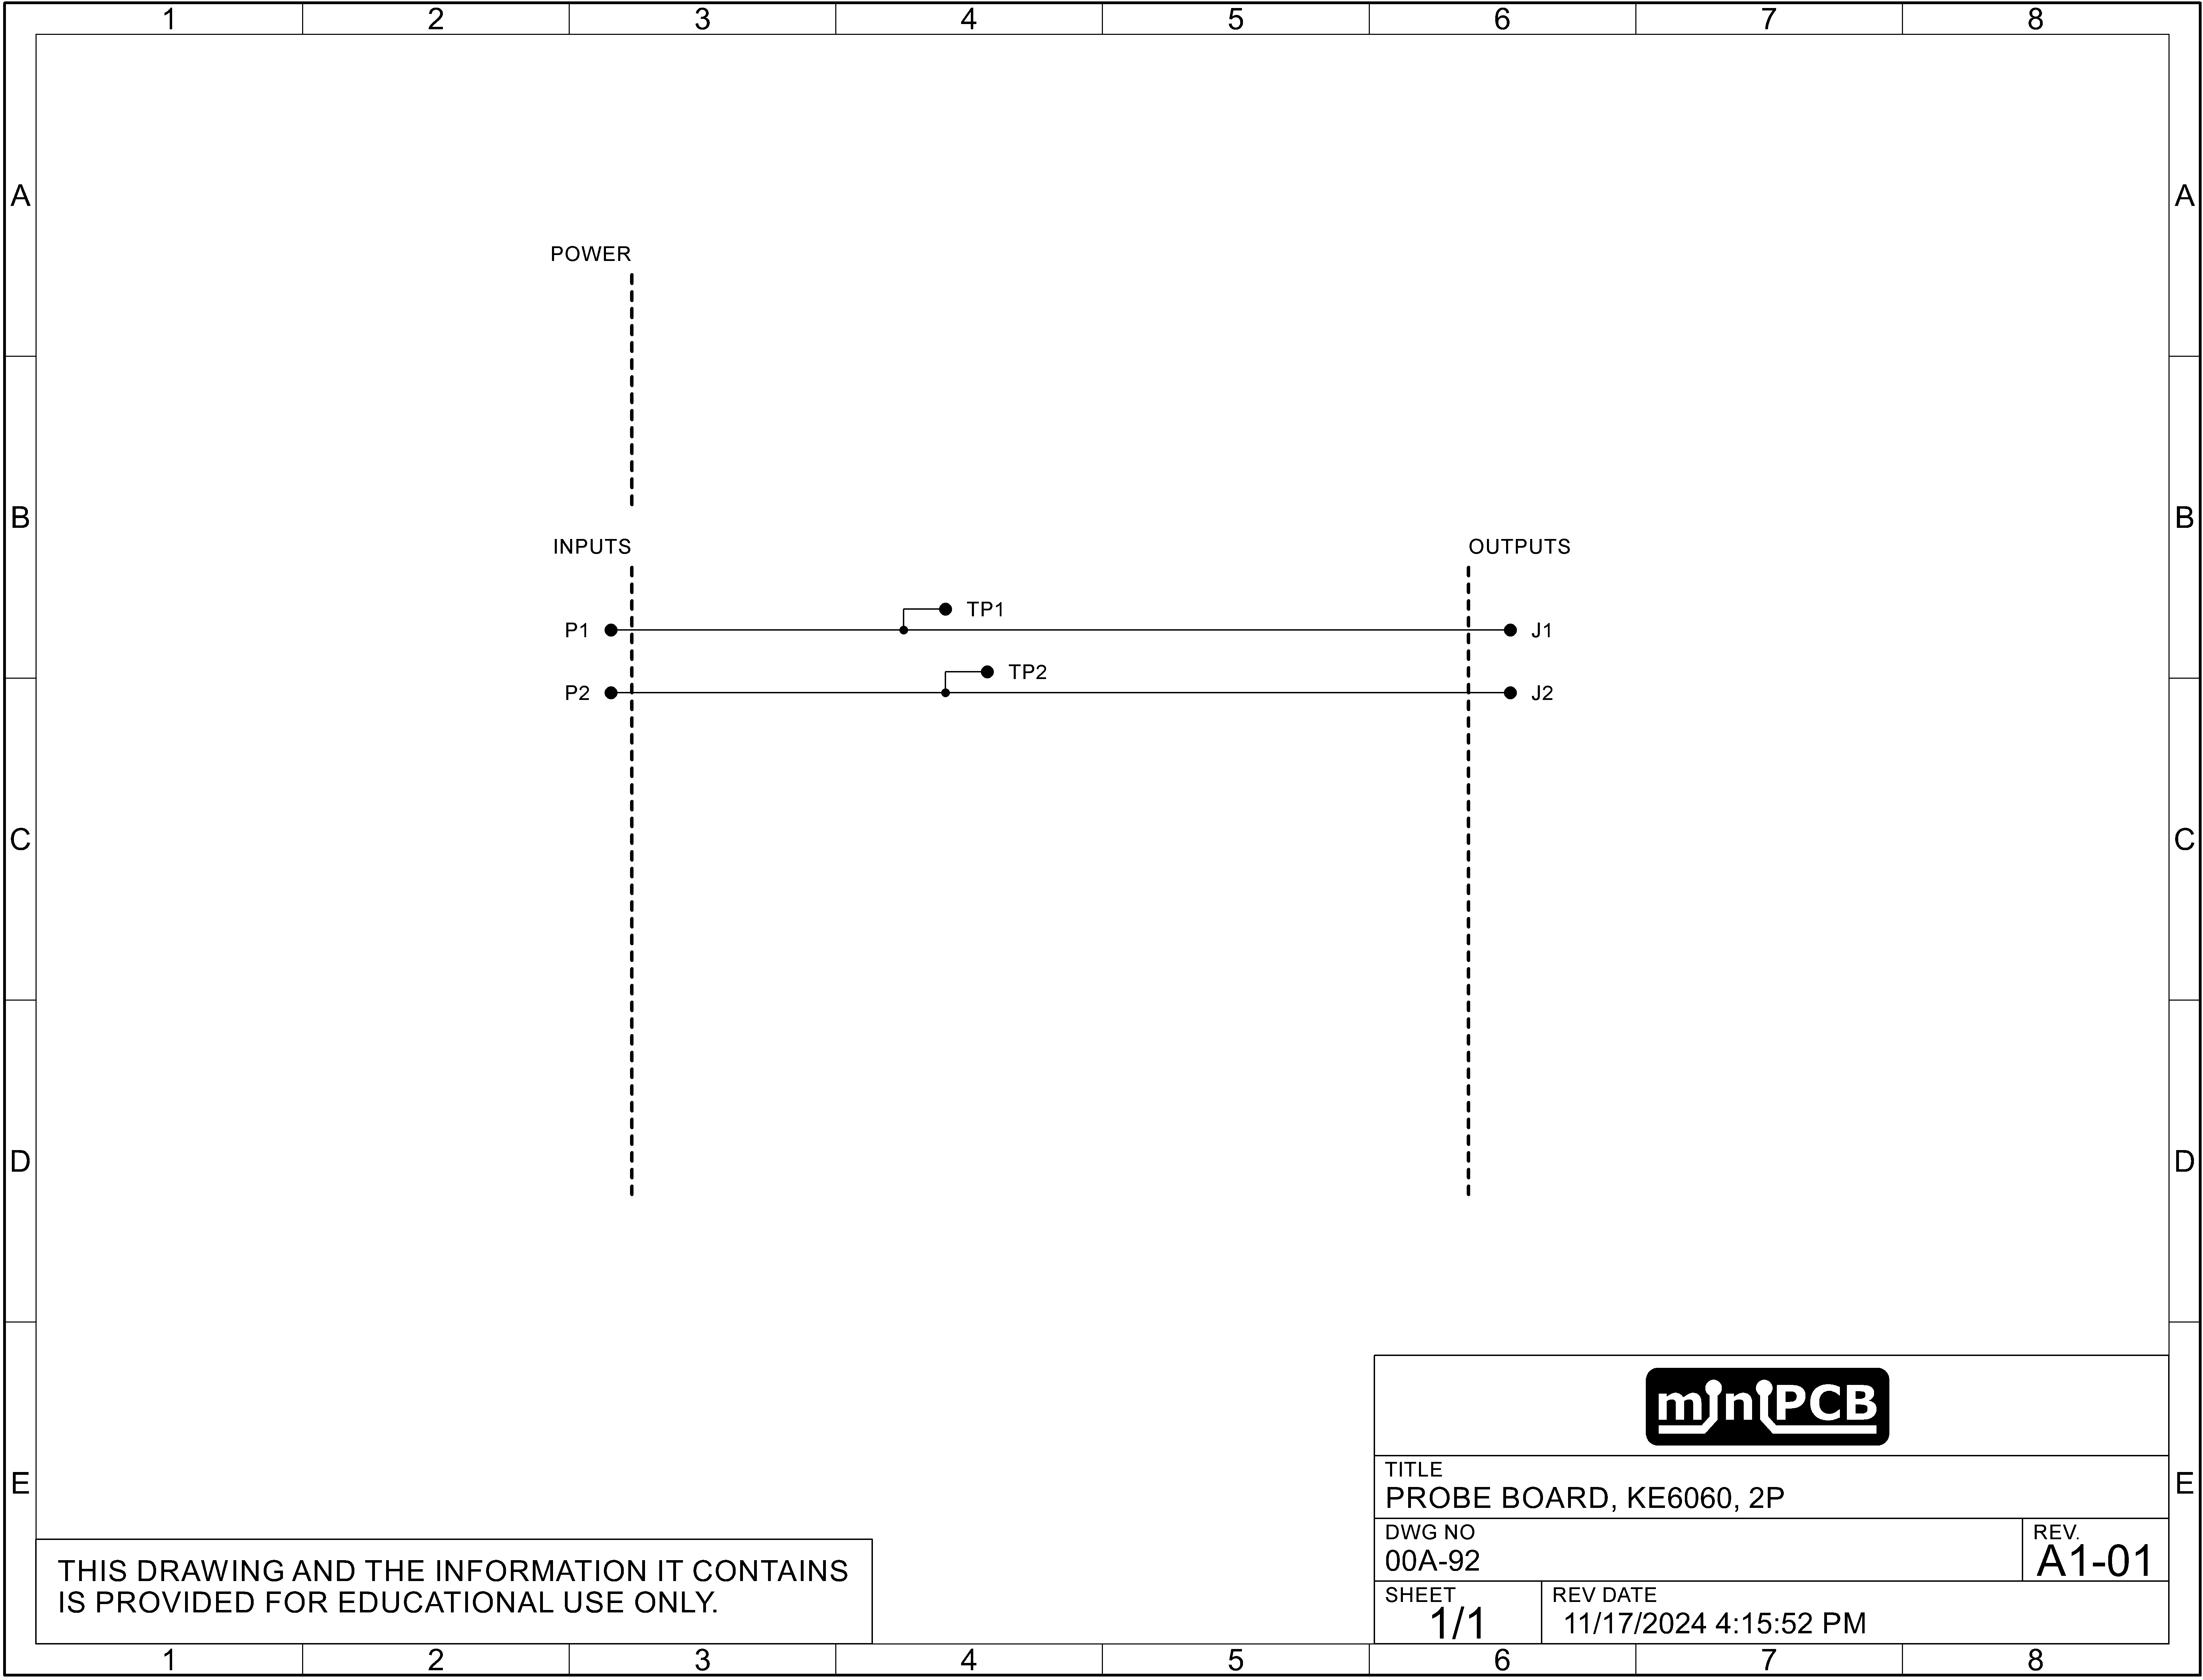 1 2 3 4 5 6 7 8
A A
POWER
B B
INPUTS OUTPUTS
TP1
P1 J1
TP2
P2 J2
C C
D D
miniPCB
TITLE
PROBE BOARD, KE6060, 2P
E E
DWG NO REV.
00A-92 A1-01
THIS DRAWING AND THE INFORMATION IT CONTAINS
IS PROVIDED FOR EDUCATIONAL USE ONLY.
SHEET REV DATE
1/1 11/17/2024 4:15:52 PM
1 2 3 4 5 6 7 8